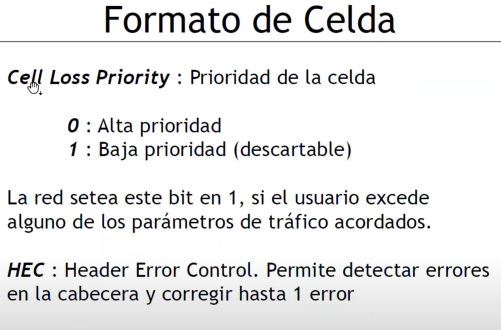 Formato de Celda
Cell Loss Priority : Prioridad de la celda
0 : Alta prioridad
1 : Baja prioridad (descartable)
La red setea este bit en 1, si el usuario excede
alguno de los parámetros de tráfico acordados.
HEC : Header Error Control. Permite detectar errores
en la cabecera y corregir hasta 1 error